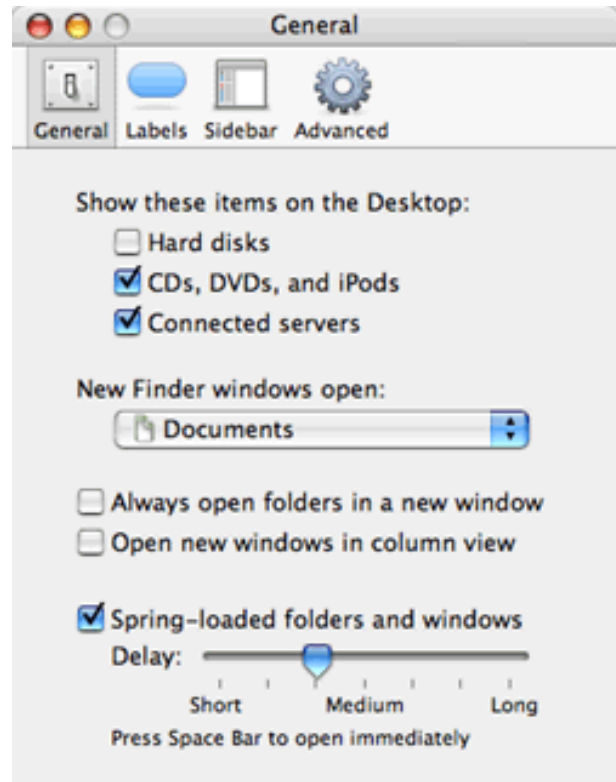 General
General Labels Sidebar Advanced
Show these items on the Desktop:
Hard disks
CDs, DVDs, and iPods
Connected servers
New Finder windows open:
Documents
Always open folders in a new window
Open new windows in column view
Spring-loaded folders and windows
Delay:
Short Medium Long
Press Space Bar to open immediately